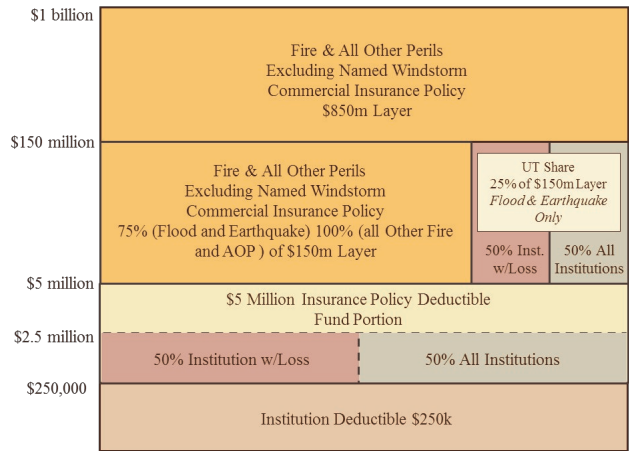 $1 billion
Fire & All Other Perils
Excluding Named Windstorm
Commercial Insurance Policy
$850m Layer
$150 million
Fire & All Other Perils
Excluding Named Windstorm
Commercial Insurance Policy
75% (Flood and Earthquake) 100% (all Other Fire
and AOP ) of $150m Layer
UT Share
25% of $150m Layer
Flood & Earthquake
Only
50% Inst.
w/Loss
50% All
Institutions
$5 million
$5 Million Insurance Policy Deductible
Fund Portion
$2.5 million
50% Institution w/Loss
50% All Institutions
$250,000
Institution Deductible $250k